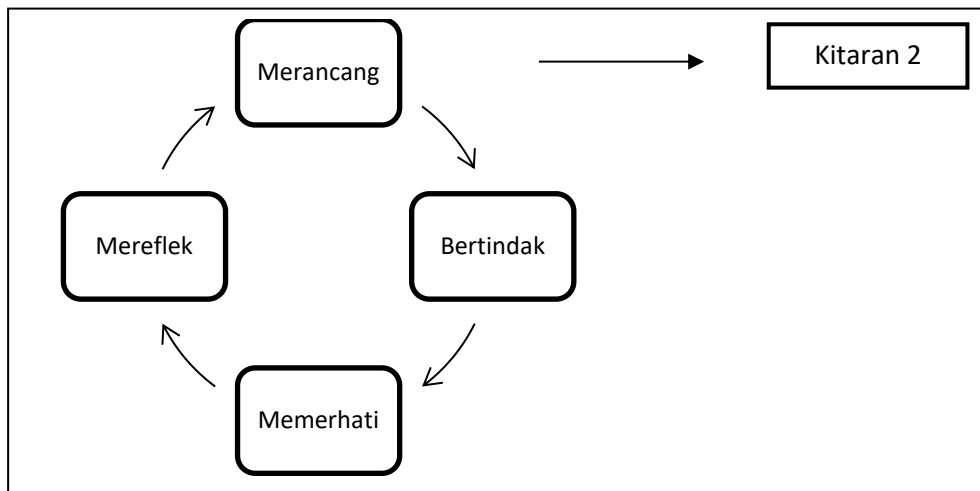 Merancang
Kitaran 2
Mereflek
Bertindak
Memerhati